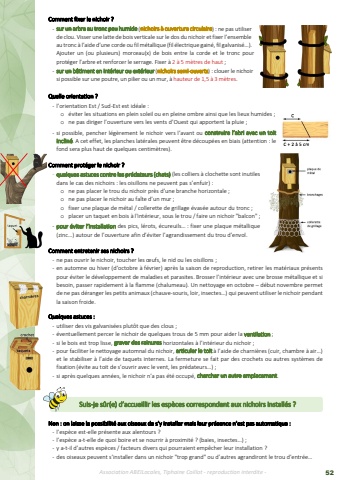 Comment fixer le nichoir ?
- sur un arbre au tronc peu humide (nichoirs à ouverture circulaire) : ne pas utiliser
de clou. Visser une latte de bois verticale sur le dos du nichoir et fixer l'ensemble
au tronc à l'aide d'une corde ou fil métallique (fil électrique gainé, fil galvanisé...).
Ajouter un (ou plusieurs) morceau(x) de bois entre la corde et le tronc pour
protéger l'arbre et renforcer le serrage. Fixer à 2 à 5 mètres de haut ;
- sur un bâtiment en intérieur ou extérieur (nichoirs semi-ouverts) : clouer le nichoir
si possible sur une poutre, un pilier ou un mur, à hauteur de 1,5 à 3 mètres.
Quelle orientation ?
- l'orientation Est / Sud-Est est idéale :
o éviter les situations en plein soleil ou en pleine ombre ainsi que les lieux humides ;
o ne pas diriger l'ouverture vers les vents d'Ouest qui apportent la pluie ;
- si possible, pencher légèrement le nichoir vers l'avant ou construire l'abri avec un toit
incliné. A cet effet, les planches latérales peuvent être découpées en biais (attention : le
fond sera plus haut de quelques centimètres).
C
C + 2 à 5 cm
Comment protéger le nichoir ?
- quelques astuces contre les prédateurs (chats) (les colliers à clochette sont inutiles
dans le cas des nichoirs : les oisillons ne peuvent pas s'enfuir) :
o ne pas placer le trou du nichoir près d'une branche horizontale ;
o ne pas placer le nichoir au faîte d'un mur ;
o fixer une plaque de métal / collerette de grillage évasée autour du tronc ;
o placer un taquet en bois à l'intérieur, sous le trou / faire un nichoir "balcon" ;
- pour éviter l'installation des pics, lérots, écureuils... : fixer une plaque métallique
(zinc...) autour de l'ouverture afin d'éviter l'agrandissement du trou d'envol.
Comment entretenir ses nichoirs ?
- ne pas ouvrir le nichoir, toucher les œufs, le nid ou les oisillons ;
- en automne ou hiver (d'octobre à février) après la saison de reproduction, retirer les matériaux présents
pour éviter le développement de maladies et parasites. Brosser l'intérieur avec une brosse métallique et si
besoin, passer rapidement à la flamme (chalumeau). Un nettoyage en octobre – début novembre permet
de ne pas déranger les petits animaux (chauve-souris, loir, insectes...) qui peuvent utiliser le nichoir pendant
la saison froide.
Quelques astuces :
- utiliser des vis galvanisées plutôt que des clous ;
- éventuellement percer le nichoir de quelques trous de 5 mm pour aider la ventilation ;
- si le bois est trop lisse, graver des rainures horizontales à l'intérieur du nichoir ;
- pour faciliter le nettoyage automnal du nichoir, articuler le toit à l'aide de charnières (cuir, chambre à air...)
et le stabiliser à l'aide de taquets internes. La fermeture se fait par des crochets ou autres systèmes de
fixation (évite au toit de s'ouvrir avec le vent, les prédateurs...) ;
- si après quelques années, le nichoir n'a pas été occupé, chercher un autre emplacement.
Suis-je sûr(e) d'accueillir les espèces correspondant aux nichoirs installés ?
Non : on laisse la possibilité aux oiseaux de s'y installer mais leur présence n'est pas automatique :
- l'espèce est-elle présente aux alentours ?
- l'espèce a-t-elle de quoi boire et se nourrir à proximité ? (baies, insectes...) ;
- y a-t-il d'autres espèces / facteurs divers qui pourraient empêcher leur installation ?
- des oiseaux peuvent s'installer dans un nichoir "trop grand" ou d'autres agrandiront le trou d'entrée...
52